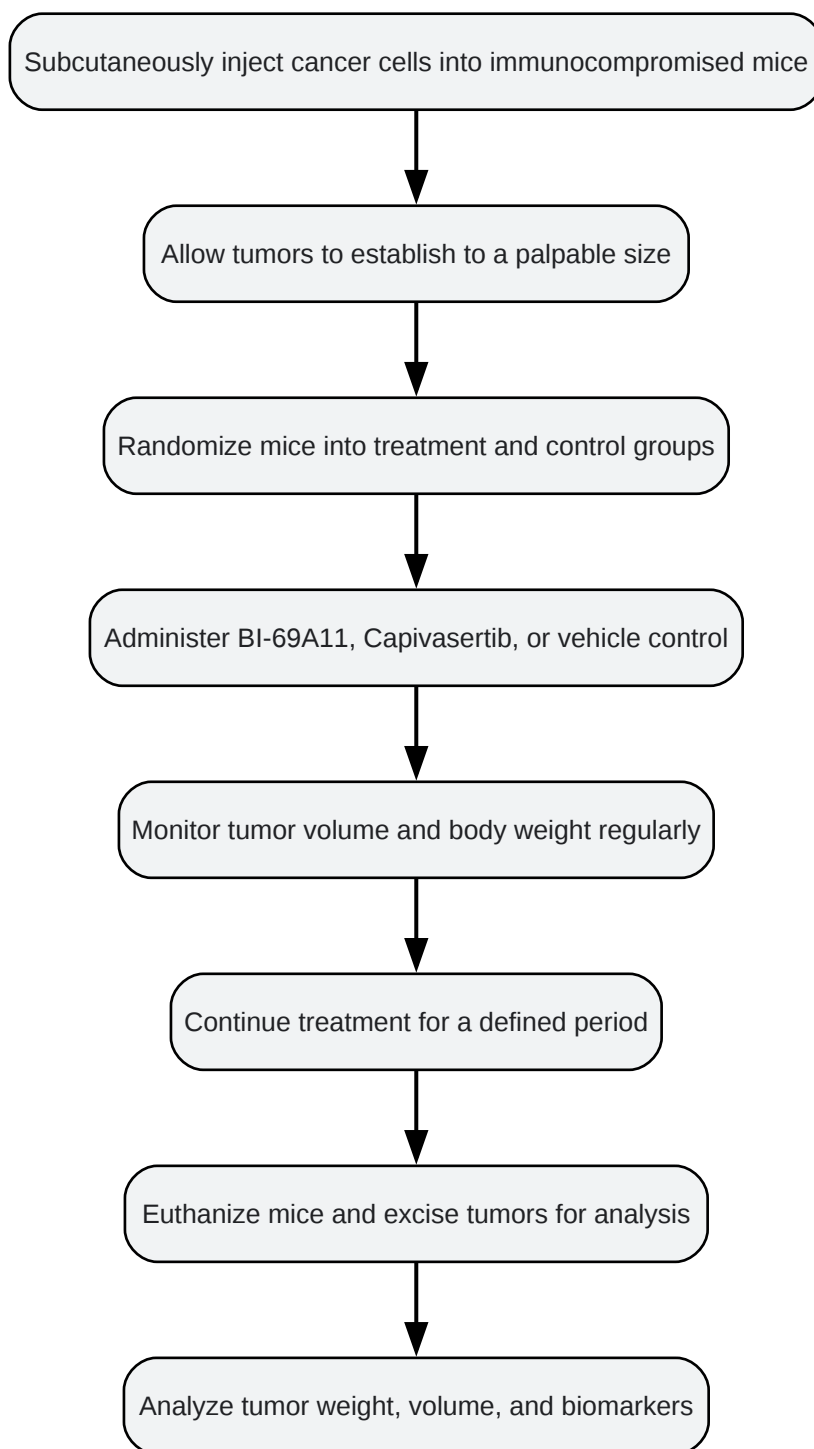 Subcutaneously inject cancer cells into immunocompromised mice
Allow tumors to establish to a palpable size
Randomize mice into treatment and control groups
Administer BI-69A11, Capivasertib, or vehicle control
Monitor tumor volume and body weight regularly
Continue treatment for a defined period
Euthanize mice and excise tumors for analysis
Analyze tumor weight, volume, and biomarkers